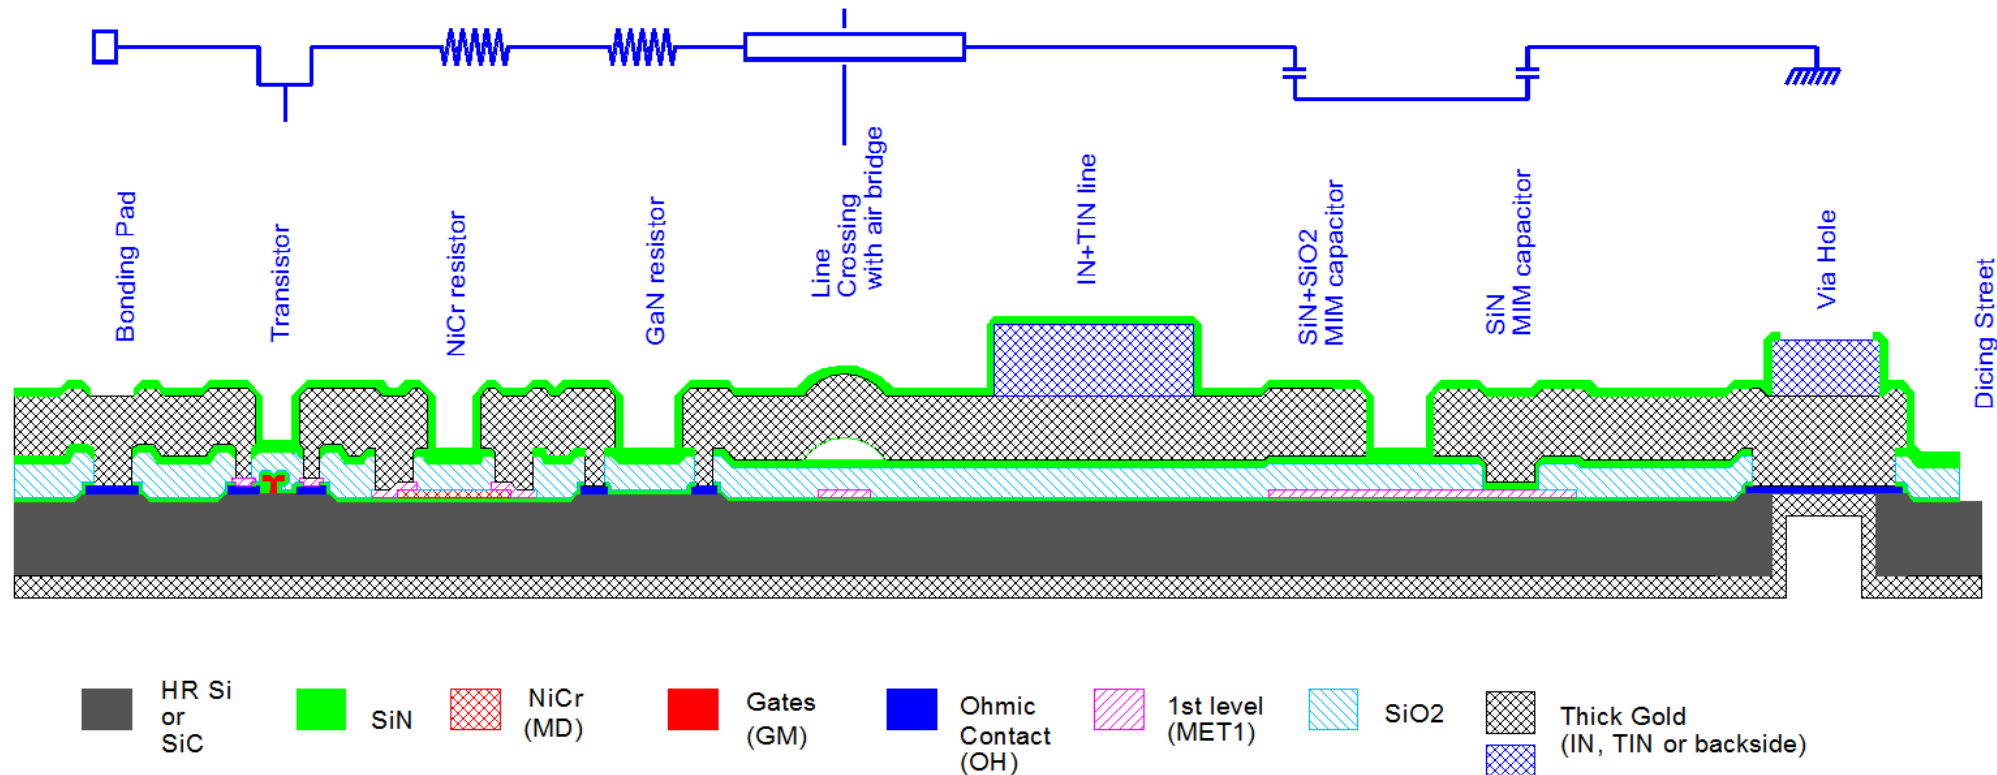 Bonding Pad
Transistor
NiCr resistor
GaN resistor
Line
Crossing
with air bridge
IN+TIN line
SiN+SiO2
MIM capacitor
SiN
MIM capacitor
Via Hole
Dicing Street
HR Si
or
SiC
SiN
NiCr
(MD)
Gates
(GM)
Ohmic
Contact
(OH)
1st level
(MET1)
SiO2
Thick Gold
(IN, TIN or backside)